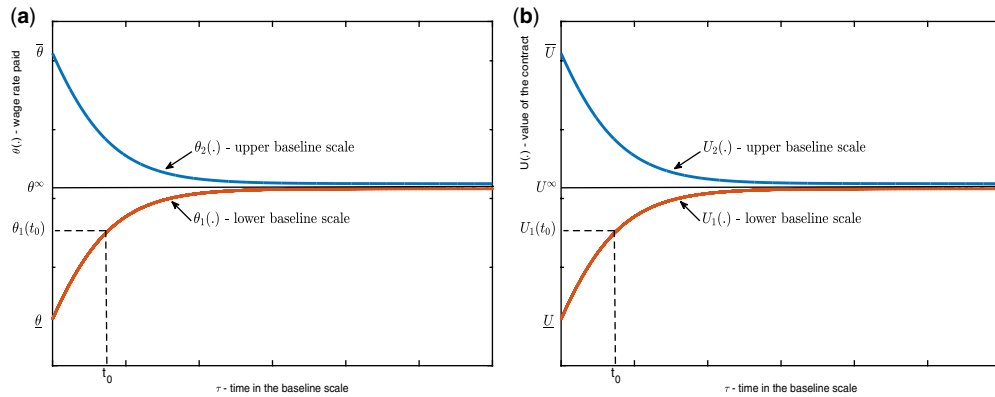 (a)
θ(.) - wage rate paid
θ̅
θ₂(.) - upper baseline scale
θ^∞
θ₁(.) - lower baseline scale
θ₁(t₀)
θ̲
t₀
τ - time in the baseline scale
(b)
U(.) - value of the contract
U̅
U₂(.) - upper baseline scale
U^∞
U₁(.) - lower baseline scale
U₁(t₀)
U̲
t₀
τ - time in the baseline scale